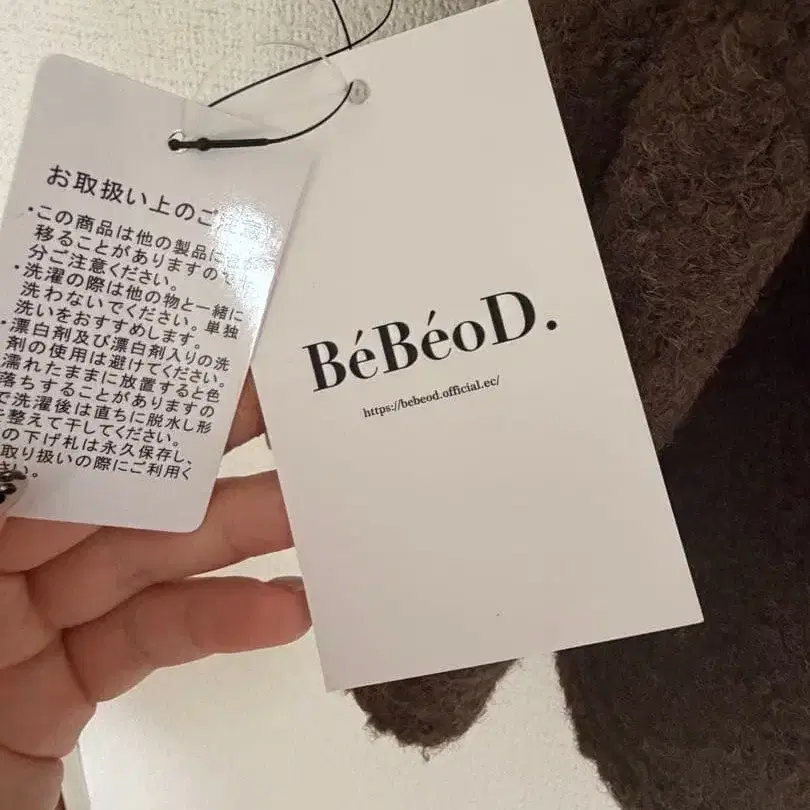 お取扱い上のご
・この商品は他の製品に
移ることがありますので
分ご注意ください。
・洗濯の際は他の物と一緒に
洗わないでください。単独
洗いをおすすめします。
・漂白剤及び漂白剤入りの洗
剤の使用は避けてください。
濡れたままに放置すると色
落ちすることがありますの
で洗濯後は直ちに脱水し形
を整えて干してください。
の下げ札は永久保存し、
取り扱いの際にご利用く
さい。
BéBéoD.
https://bebeod.official.ec/